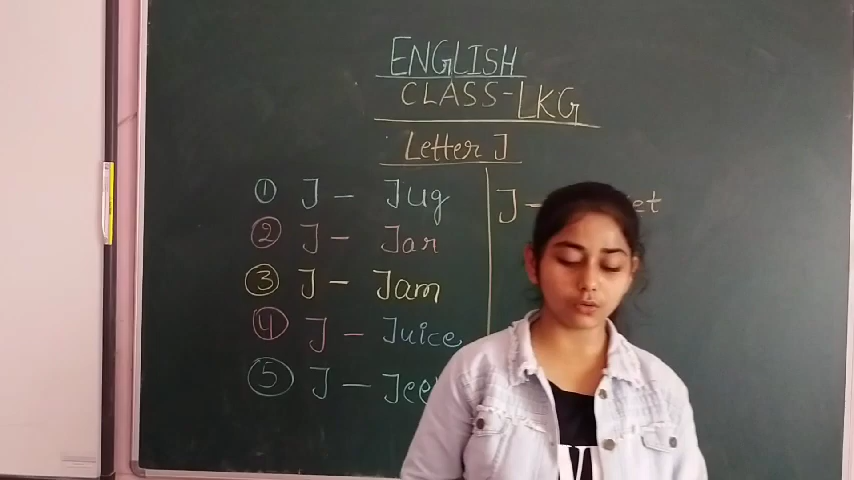 ENGLISH
CLASS-LKG
Letter J
1 J - Jug
2 J - Jar
3 J - Jam
4 J - Juice
5 J -
J -